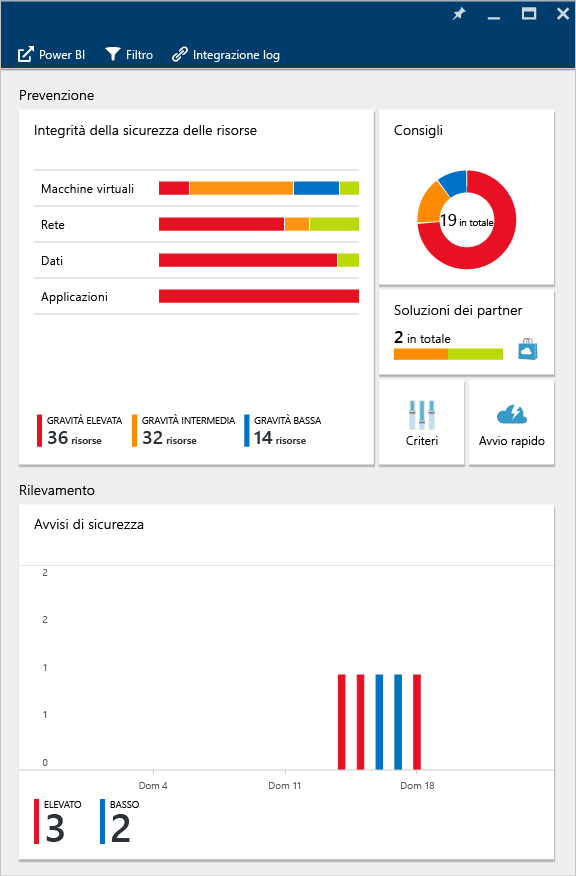 Power BI
Filtro
Integrazione log
Prevenzione
Integrità della sicurezza delle risorse
Macchine virtuali
Rete
Dati
Applicazioni
GRAVITÀ ELEVATA
36 risorse
GRAVITÀ INTERMEDIA
32 risorse
GRAVITÀ BASSA
14 risorse
Consigli
19 in totale
Soluzioni dei partner
2 in totale
Criteri
Avvio rapido
Rilevamento
Avvisi di sicurezza
2
2
1
1
0
Dom 4
Dom 11
Dom 18
ELEVATO
3
BASSO
2